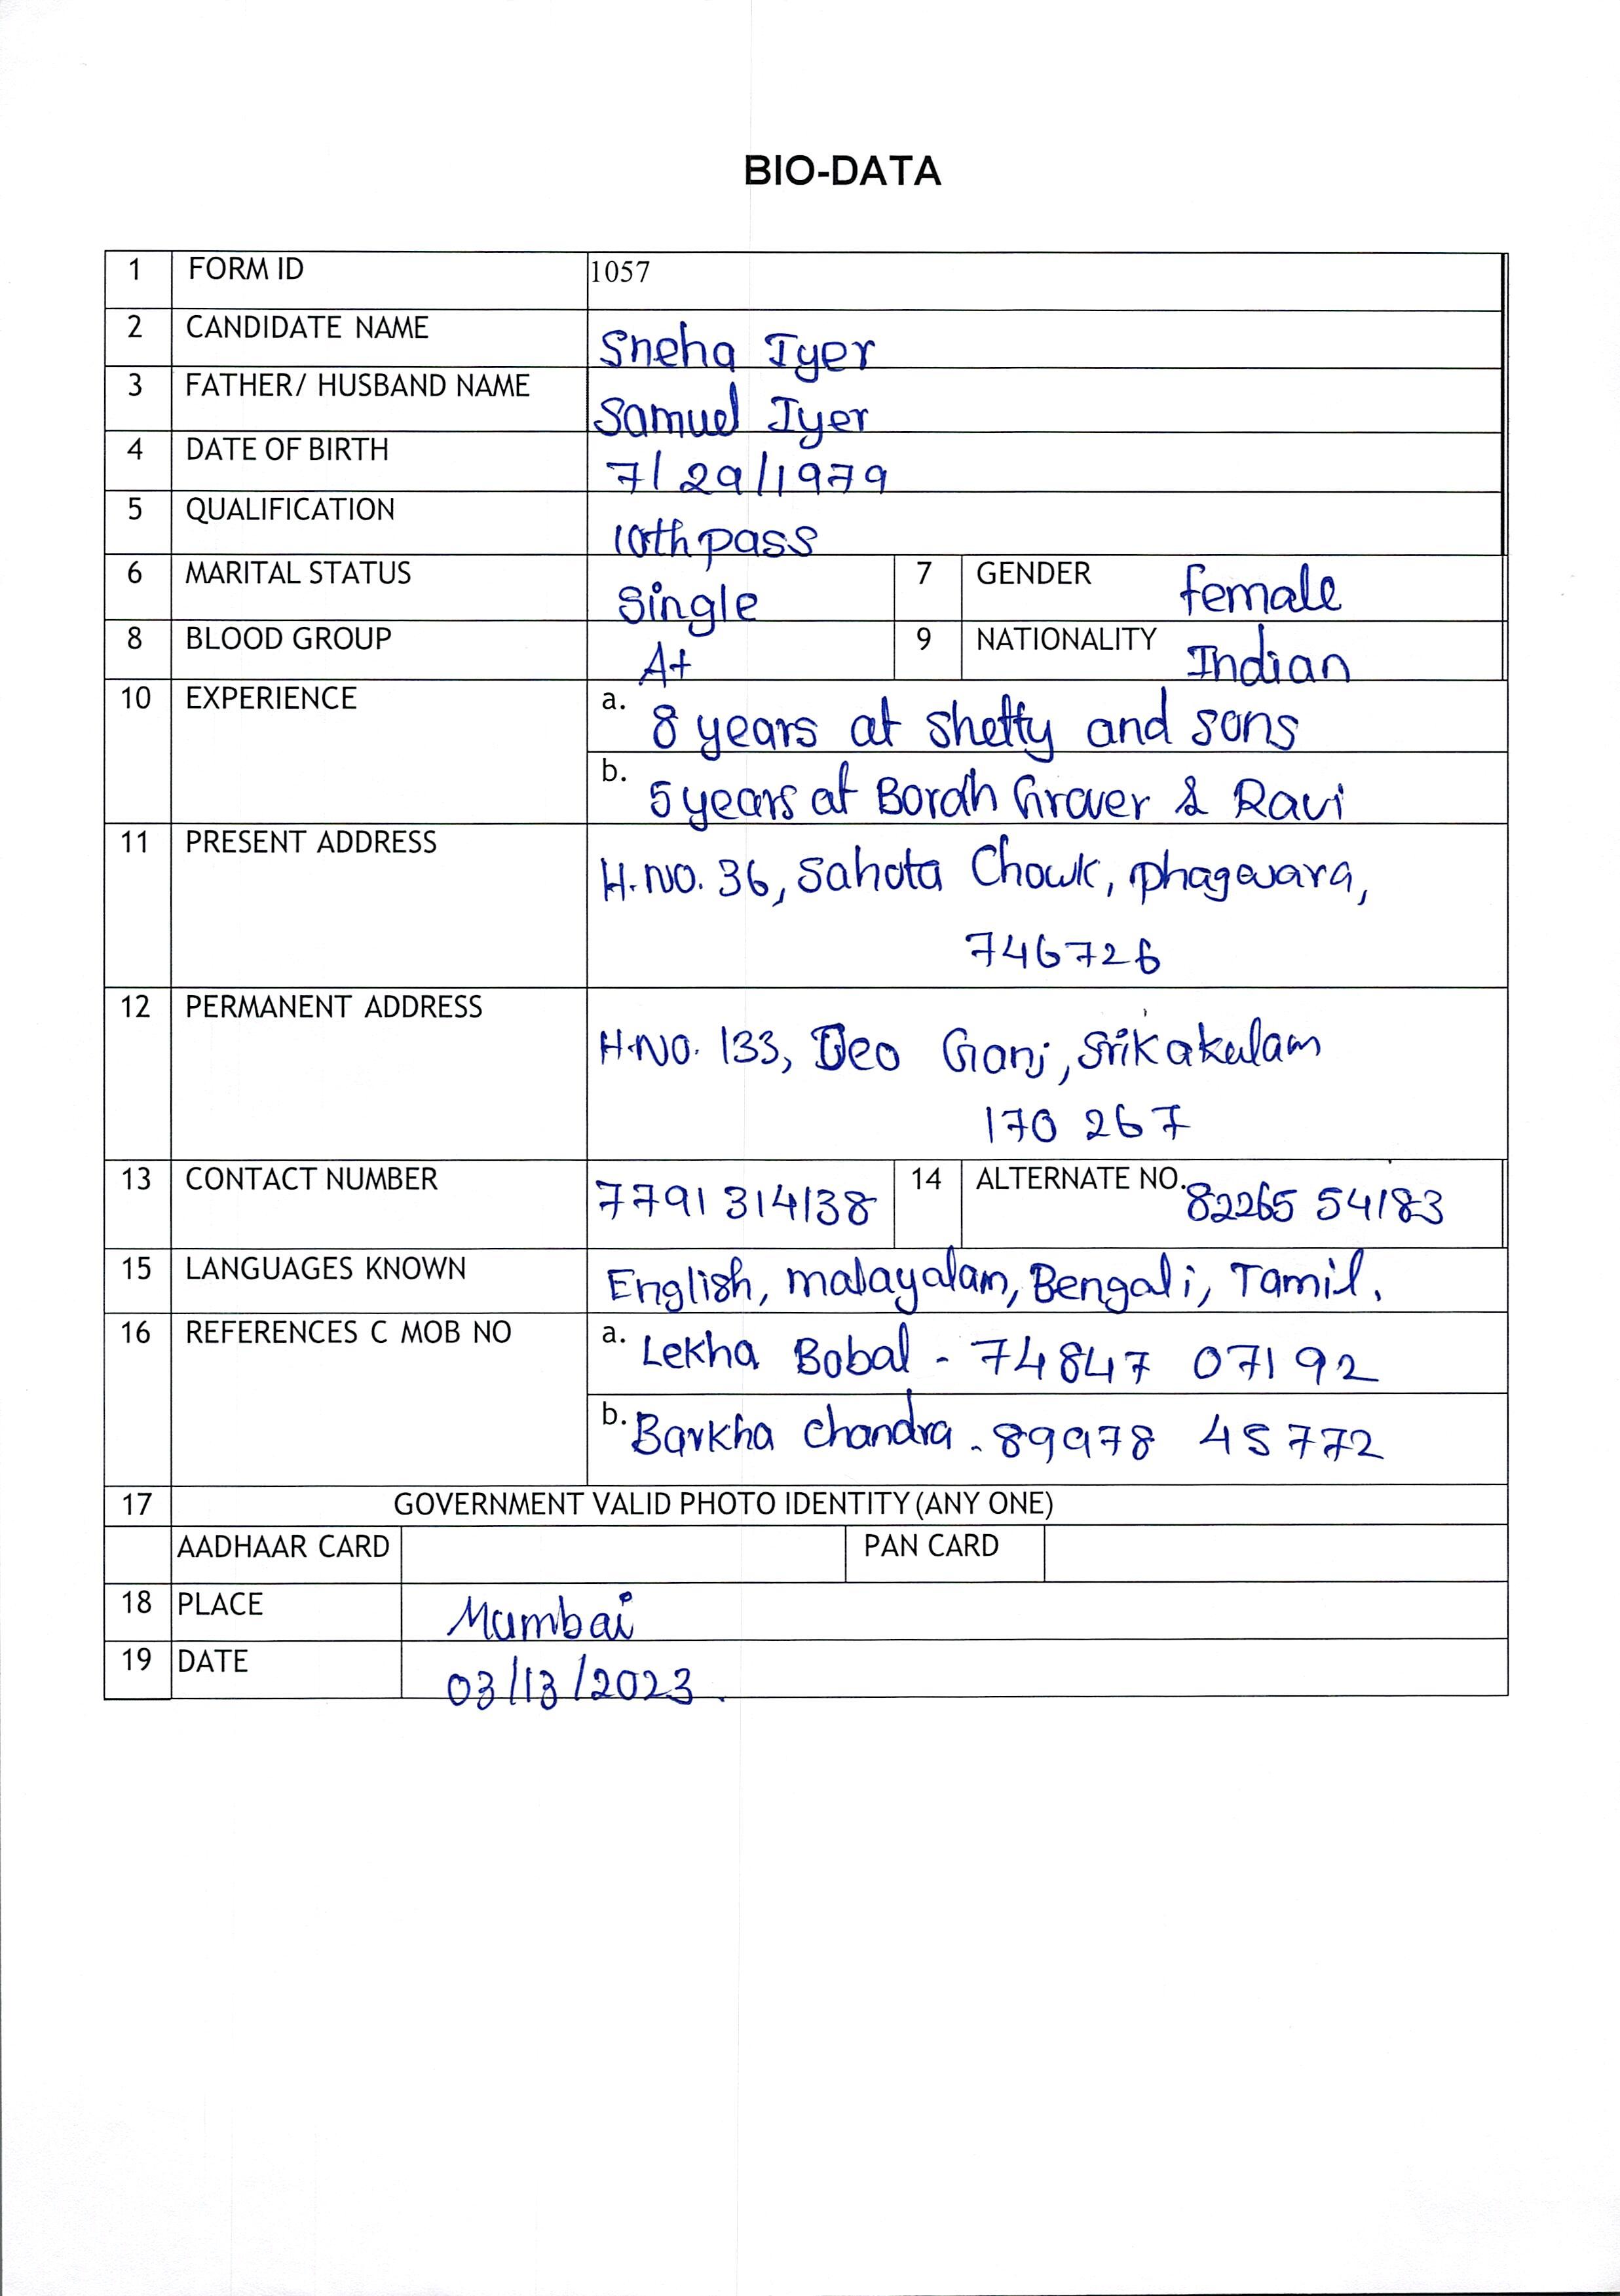 BIO-DATA
1 FORM ID 1057
2 CANDIDATE NAME Sneha Iyer
3 FATHER/ HUSBAND NAME Samuel Iyer
4 DATE OF BIRTH 7/29/1979
5 QUALIFICATION 10th pass
6 MARITAL STATUS Single 7 GENDER female
8 BLOOD GROUP A+ 9 NATIONALITY Indian
10 EXPERIENCE a. 8 years at Shetty and sons
b. 5 years at Borah Grover & Ravi
11 PRESENT ADDRESS H.NO. 36, Sahota Chowk, Phagwara,
746726
12 PERMANENT ADDRESS H.NO. 133, Deo Ganj, Srikakulam
170 267
13 CONTACT NUMBER 7791314138 14 ALTERNATE NO. 82265 54183
15 LANGUAGES KNOWN English, malayalam, Bengali, Tamil.
16 REFERENCES C MOB NO a. Lekha Bobal - 74847 07192
b. Barkha chandra - 89978 45772
17 GOVERNMENT VALID PHOTO IDENTITY (ANY ONE)
AADHAAR CARD PAN CARD
18 PLACE Mumbai
19 DATE 03/13/2023.